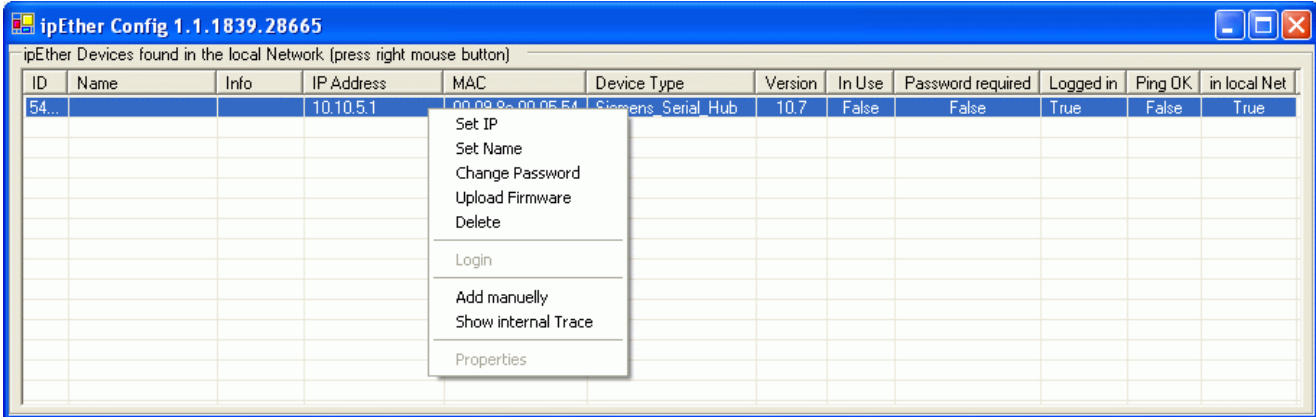 ipEther Config 1.1.1839.28665
ipEther Devices found in the local Network (press right mouse button)
ID Name Info IP Address MAC Device Type Version In Use Password required Logged in Ping OK in local Net
54... 10.10.5.1 Siemens_Serial_Hub 10.7 False False True False True
Set IP
Set Name
Change Password
Upload Firmware
Delete
Login
Add manuelly
Show internal Trace
Properties